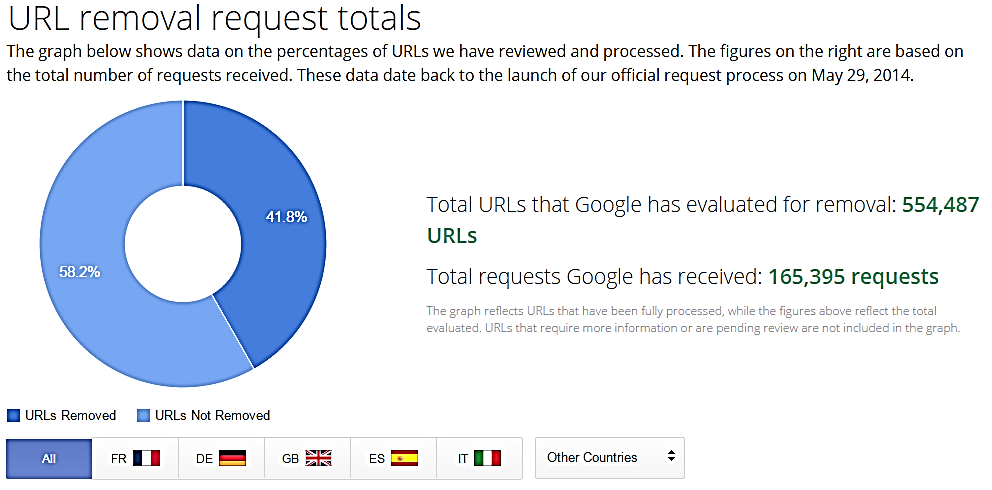 URL removal request totals
The graph below shows data on the percentages of URLs we have reviewed and processed. The figures on the right are based on
the total number of requests received. These data date back to the launch of our official request process on May 29, 2014.
41.8%
58.2%
Total URLs that Google has evaluated for removal: 554,487
URLs
Total requests Google has received: 165,395 requests
The graph reflects URLs that have been fully processed, while the figures above reflect the total
evaluated. URLs that require more information or are pending review are not included in the graph.
URLs Removed URLs Not Removed
All FR DE GB ES IT Other Countries